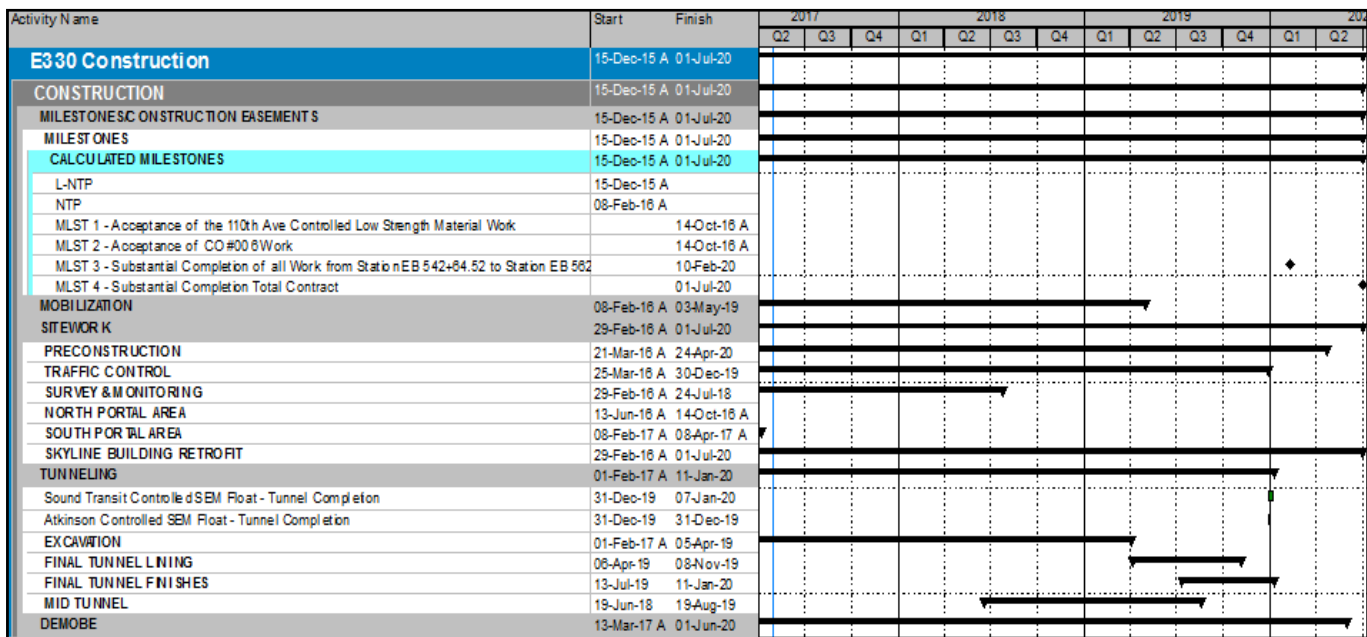 Activity Name Start Finish 2017 2018 2019 202
Q2 Q3 Q4 Q1 Q2 Q3 Q4 Q1 Q2 Q3 Q4 Q1 Q2
E330 Construction 15-Dec-15 A 01-Jul-20
CONSTRUCTION 15-Dec-15 A 01-Jul-20
MILESTONES/CONSTRUCTION EASEMENTS 15-Dec-15 A 01-Jul-20
MILESTONES 15-Dec-15 A 01-Jul-20
CALCULATED MILESTONES 15-Dec-15 A 01-Jul-20
L-NTP 15-Dec-15 A
NTP 08-Feb-16 A
MLST 1 - Acceptance of the 110th Ave Controlled Low Strength Material Work 14-Oct-16 A
MLST 2 - Acceptance of CO#006 Work 14-Oct-16 A
MLST 3 - Substantial Completion of all Work from Station EB 542+64.52 to Station EB 562 10-Feb-20
MLST 4 - Substantial Completion Total Contract 01-Jul-20
MOBILIZATION 08-Feb-16 A 03-May-19
SITEWORK 29-Feb-16 A 01-Jul-20
PRECONSTRUCTION 21-Mar-16 A 24-Apr-20
TRAFFIC CONTROL 25-Mar-16 A 30-Dec-19
SURVEY & MONITORING 29-Feb-16 A 24-Jul-18
NORTH PORTAL AREA 13-Jun-16 A 14-Oct-16 A
SOUTH PORTAL AREA 08-Feb-17 A 08-Apr-17 A
SKYLINE BUILDING RETROFIT 29-Feb-16 A 01-Jul-20
TUNNELING 01-Feb-17 A 11-Jan-20
Sound Transit Controlled SEM Float - Tunnel Completion 31-Dec-19 07-Jan-20
Atkinson Controlled SEM Float - Tunnel Completion 31-Dec-19 31-Dec-19
EXCAVATION 01-Feb-17 A 05-Apr-19
FINAL TUNNEL LINING 06-Apr-19 08-Nov-19
FINAL TUNNEL FINISHES 13-Jul-19 11-Jan-20
MID TUNNEL 19-Jun-18 19-Aug-19
DEMOBE 13-Mar-17 A 01-Jun-20